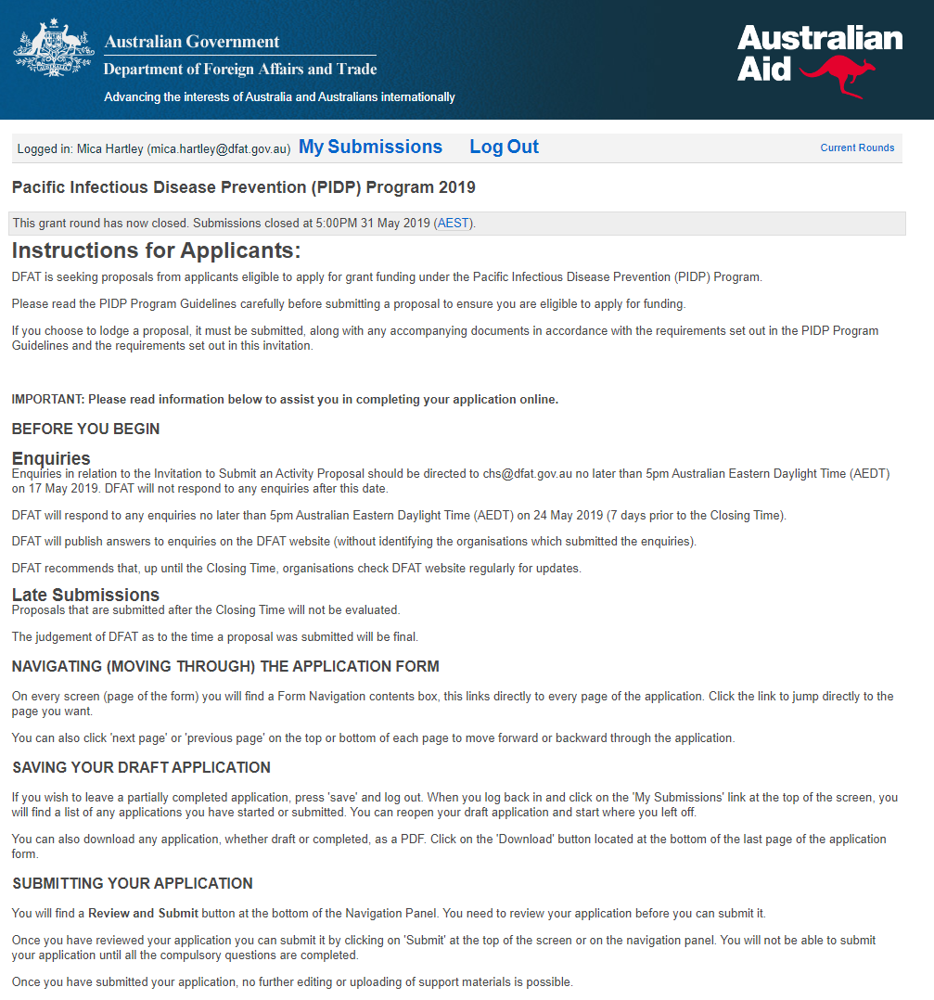 Australian Government
Department of Foreign Affairs and Trade
Advancing the interests of Australia and Australians internationally
Australian
Aid
Logged in: Mica Hartley (mica.hartley@dfat.gov.au) My Submissions Log Out Current Rounds
Pacific Infectious Disease Prevention (PIDP) Program 2019
This grant round has now closed. Submissions closed at 5:00PM 31 May 2019 (AEST).
Instructions for Applicants:
DFAT is seeking proposals from applicants eligible to apply for grant funding under the Pacific Infectious Disease Prevention (PIDP) Program.
Please read the PIDP Program Guidelines carefully before submitting a proposal to ensure you are eligible to apply for funding.
If you choose to lodge a proposal, it must be submitted, along with any accompanying documents in accordance with the requirements set out in the PIDP Program
Guidelines and the requirements set out in this invitation.
IMPORTANT: Please read information below to assist you in completing your application online.
BEFORE YOU BEGIN
Enquiries
Enquiries in relation to the Invitation to Submit an Activity Proposal should be directed to chs@dfat.gov.au no later than 5pm Australian Eastern Daylight Time (AEDT)
on 17 May 2019. DFAT will not respond to any enquiries after this date.
DFAT will respond to any enquiries no later than 5pm Australian Eastern Daylight Time (AEDT) on 24 May 2019 (7 days prior to the Closing Time).
DFAT will publish answers to enquiries on the DFAT website (without identifying the organisations which submitted the enquiries).
DFAT recommends that, up until the Closing Time, organisations check DFAT website regularly for updates.
Late Submissions
Proposals that are submitted after the Closing Time will not be evaluated.
The judgement of DFAT as to the time a proposal was submitted will be final.
NAVIGATING (MOVING THROUGH) THE APPLICATION FORM
On every screen (page of the form) you will find a Form Navigation contents box, this links directly to every page of the application. Click the link to jump directly to the
page you want.
You can also click 'next page' or 'previous page' on the top or bottom of each page to move forward or backward through the application.
SAVING YOUR DRAFT APPLICATION
If you wish to leave a partially completed application, press 'save' and log out. When you log back in and click on the 'My Submissions' link at the top of the screen, you
will find a list of any applications you have started or submitted. You can reopen your draft application and start where you left off.
You can also download any application, whether draft or completed, as a PDF. Click on the 'Download' button located at the bottom of the last page of the application
form.
SUBMITTING YOUR APPLICATION
You will find a Review and Submit button at the bottom of the Navigation Panel. You need to review your application before you can submit it.
Once you have reviewed your application you can submit it by clicking on 'Submit' at the top of the screen or on the navigation panel. You will not be able to submit
your application until all the compulsory questions are completed.
Once you have submitted your application, no further editing or uploading of support materials is possible.